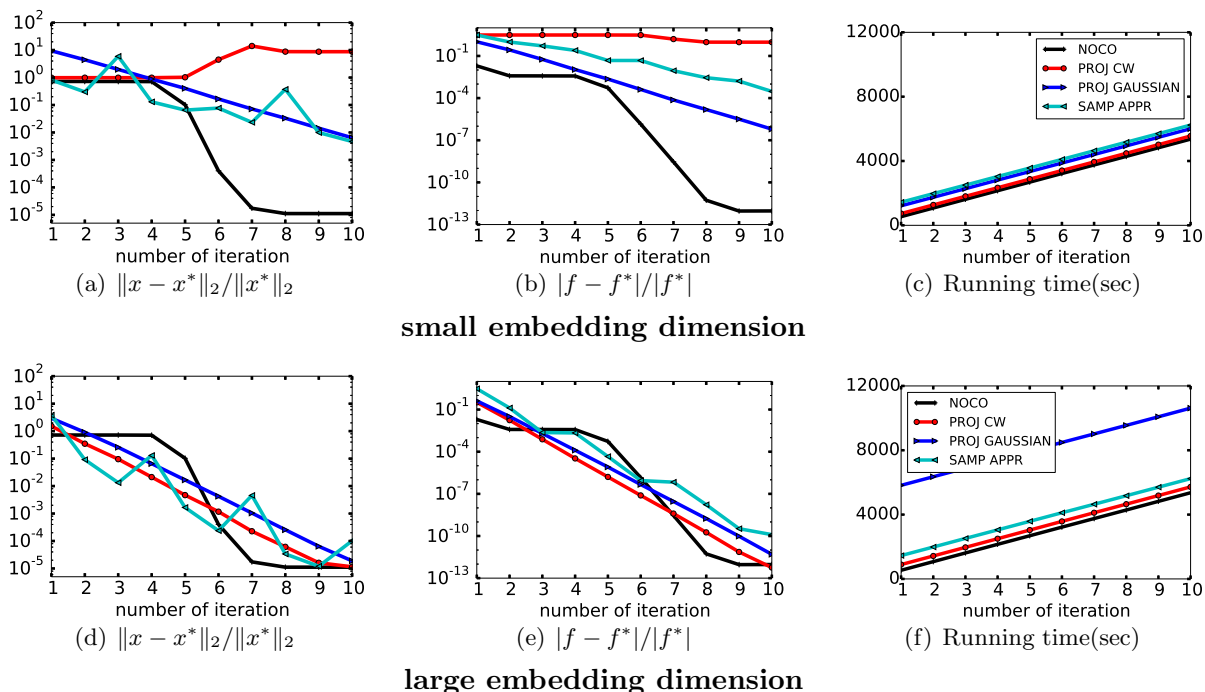 10^2
10^1
10^0
10^-1
10^-2
10^-3
10^-4
10^-5
1 2 3 4 5 6 7 8 9 10
number of iteration
(a) ‖x − x*‖₂/‖x*‖₂
10^-1
10^-4
10^-7
10^-10
10^-13
1 2 3 4 5 6 7 8 9 10
number of iteration
(b) |f − f*|/|f*|
12000
8000
4000
0
NOCO
PROJ CW
PROJ GAUSSIAN
SAMP APPR
1 2 3 4 5 6 7 8 9 10
number of iteration
(c) Running time(sec)
small embedding dimension
10^2
10^1
10^0
10^-1
10^-2
10^-3
10^-4
10^-5
1 2 3 4 5 6 7 8 9 10
number of iteration
(d) ‖x − x*‖₂/‖x*‖₂
10^-1
10^-4
10^-7
10^-10
10^-13
1 2 3 4 5 6 7 8 9 10
number of iteration
(e) |f − f*|/|f*|
12000
8000
4000
0
NOCO
PROJ CW
PROJ GAUSSIAN
SAMP APPR
1 2 3 4 5 6 7 8 9 10
number of iteration
(f) Running time(sec)
large embedding dimension